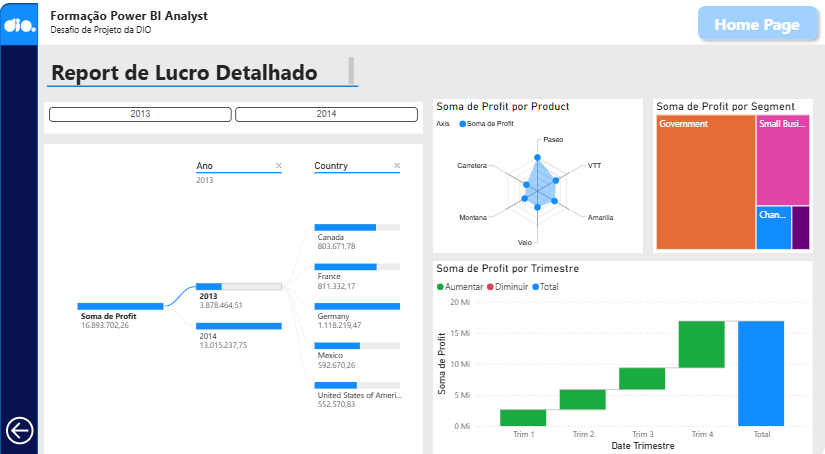 dio.
Formação Power BI Analyst
Desafio de Projeto da DIO
Home Page
Report de Lucro Detalhado
2013
2014
Ano
2013
Country
Soma de Profit
16.893.702,26
2013
3.878.464,51
2014
13.015.237,75
Canada
803.671,78
France
811.332,17
Germany
1.118.219,47
Mexico
592.670,26
United States of Ameri...
552.570,83
Soma de Profit por Product
Axis
Soma de Profit
Paseo
VTT
Amarilla
Velo
Montana
Carretera
Soma de Profit por Segment
Government
Small Busi...
Chan...
Soma de Profit por Trimestre
Aumentar Diminuir Total
Soma de Profit
20 Mi
15 Mi
10 Mi
5 Mi
0 Mi
Trim 1 Trim 2 Trim 3 Trim 4 Total
Date Trimestre